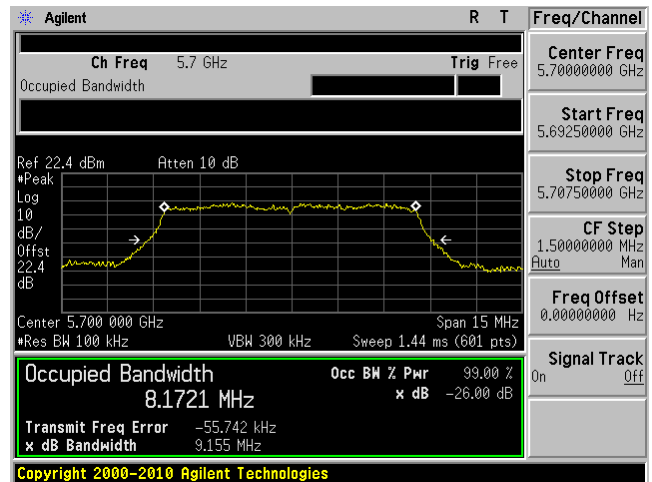 Agilent R T Freq/Channel
Ch Freq 5.7 GHz Trig Free
Occupied Bandwidth
Center Freq
5.70000000 GHz
Start Freq
5.69250000 GHz
Stop Freq
5.70750000 GHz
CF Step
1.50000000 MHz
Auto Man
Freq Offset
0.00000000 Hz
Signal Track
On Off
Ref 22.4 dBm Atten 10 dB
#Peak
Log
10
dB/
Offst
22.4
dB
Center 5.700 000 GHz Span 15 MHz
#Res BW 100 kHz VBW 300 kHz Sweep 1.44 ms (601 pts)
Occupied Bandwidth Occ BW % Pwr 99.00 %
8.1721 MHz x dB -26.00 dB
Transmit Freq Error -55.742 kHz
x dB Bandwidth 9.155 MHz
Copyright 2000-2010 Agilent Technologies